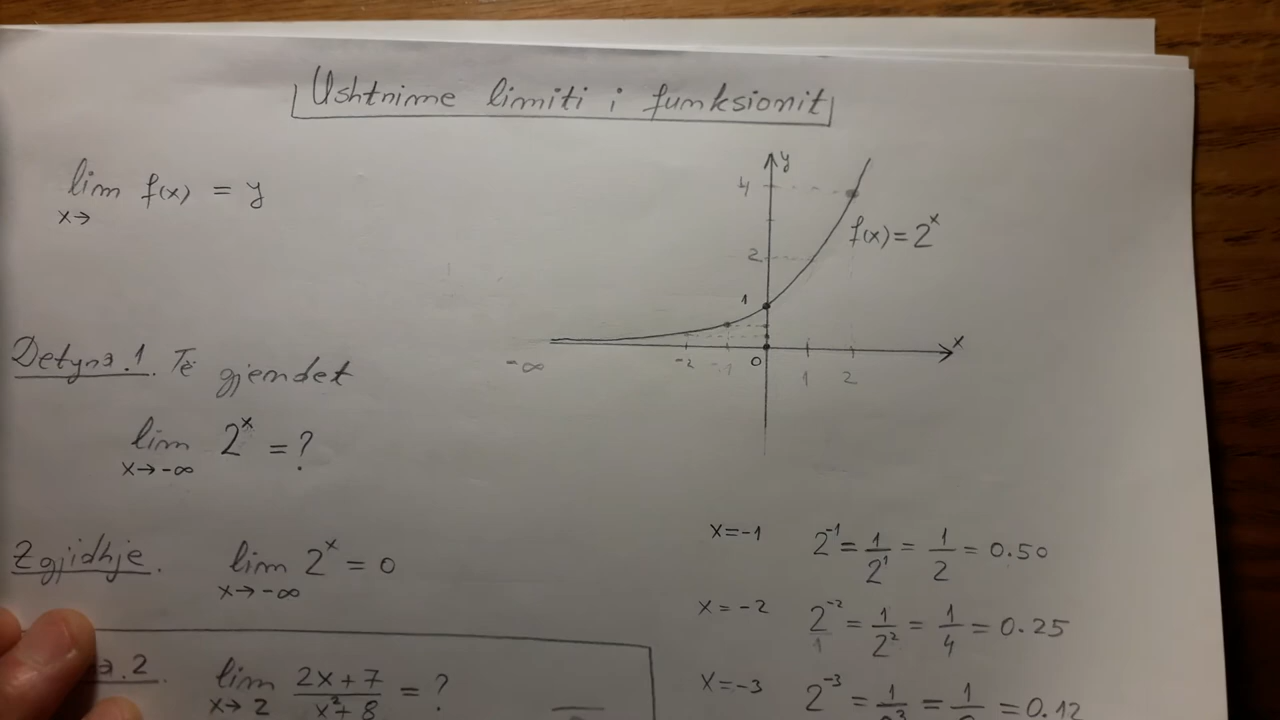 Ushtrime limiti i funksionit
lim f(x) = y
x→
y
4
2
1
f(x) = 2^x
x
-∞ -2 -1 0 1 2
Detyra.1. Të gjendet
lim 2^x = ?
x→-∞
Zgjidhje. lim 2^x = 0
x→-∞
x=-1 2^-1 = 1/2^1 = 1/2 = 0.50
x=-2 2^-2 = 1/2^2 = 1/4 = 0.25
.2. lim (2x+7)/(x^2+8) = ?
x→2
x=-3 2^-3 = 1/2^3 = 1/8 = 0.12